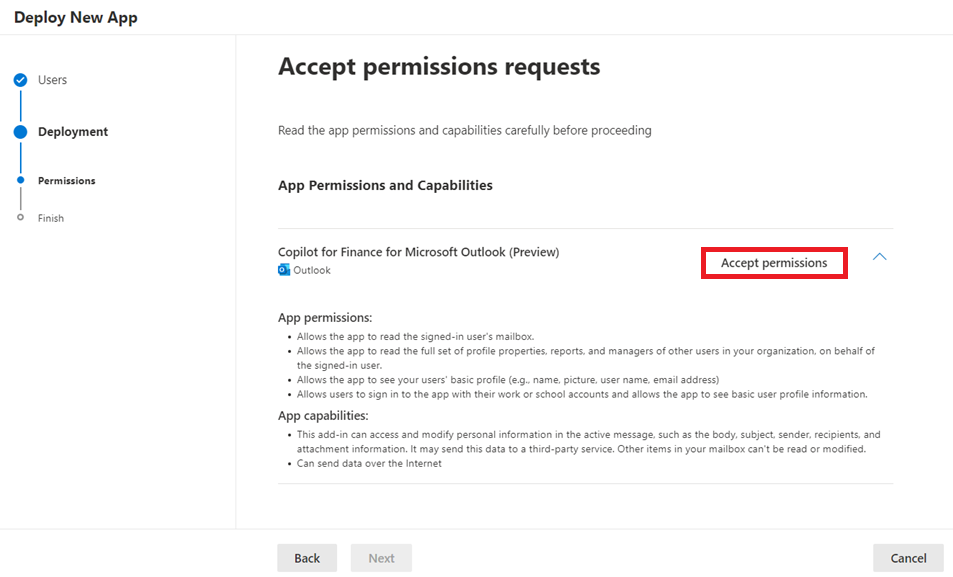 Deploy New App
Users
Deployment
Permissions
Finish
Accept permissions requests
Read the app permissions and capabilities carefully before proceeding
App Permissions and Capabilities
Copilot for Finance for Microsoft Outlook (Preview)
Outlook
Accept permissions
App permissions:
• Allows the app to read the signed-in user's mailbox.
• Allows the app to read the full set of profile properties, reports, and managers of other users in your organization, on behalf of
the signed-in user.
• Allows the app to see your users' basic profile (e.g., name, picture, user name, email address)
• Allows users to sign in to the app with their work or school accounts and allows the app to see basic user profile information.
App capabilities:
• This add-in can access and modify personal information in the active message, such as the body, subject, sender, recipients, and
attachment information. It may send this data to a third-party service. Other items in your mailbox can't be read or modified.
• Can send data over the Internet
Back
Next
Cancel